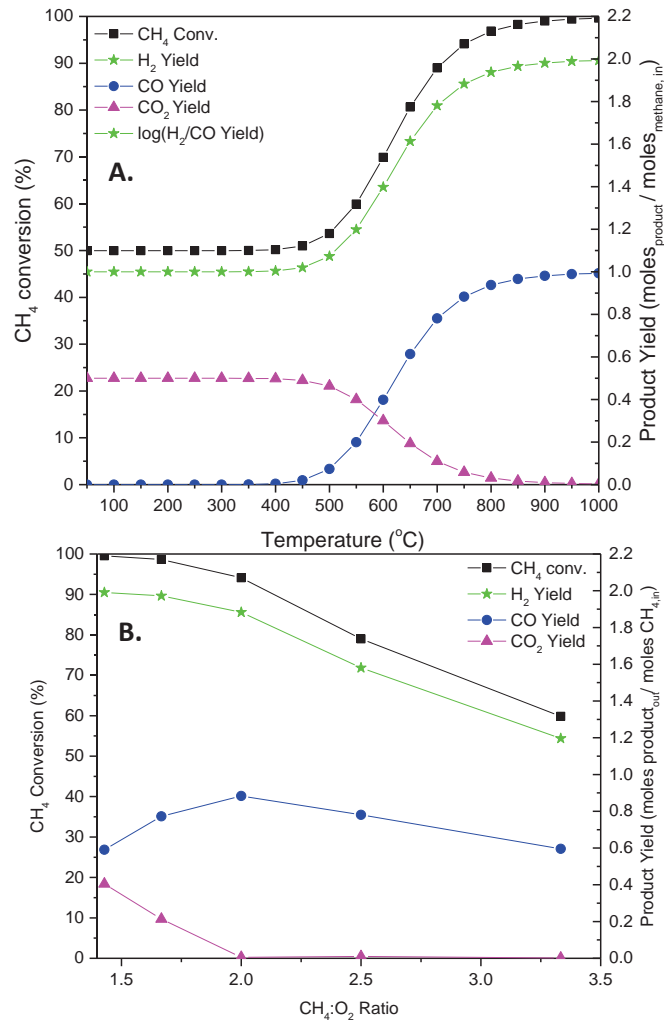 CH4 Conv.
H2 Yield
CO Yield
CO2 Yield
log(H2/CO Yield)
A.
CH4 conversion (%)
100
90
80
70
60
50
40
30
20
10
0
2.2
2.0
1.8
1.6
1.4
1.2
1.0
0.8
0.6
0.4
0.2
0.0
Product Yield (molesproduct/ molesmethane, in)
100 200 300 400 500 600 700 800 900 1000
Temperature (oC)
CH4 conv.
H2 Yield
CO Yield
CO2 Yield
B.
CH4 Conversion (%)
100
90
80
70
60
50
40
30
20
10
0
2.2
2.0
1.8
1.6
1.4
1.2
1.0
0.8
0.6
0.4
0.2
0.0
Product Yield (moles productout/ moles CH4,in)
1.5 2.0 2.5 3.0 3.5
CH4:O2 Ratio